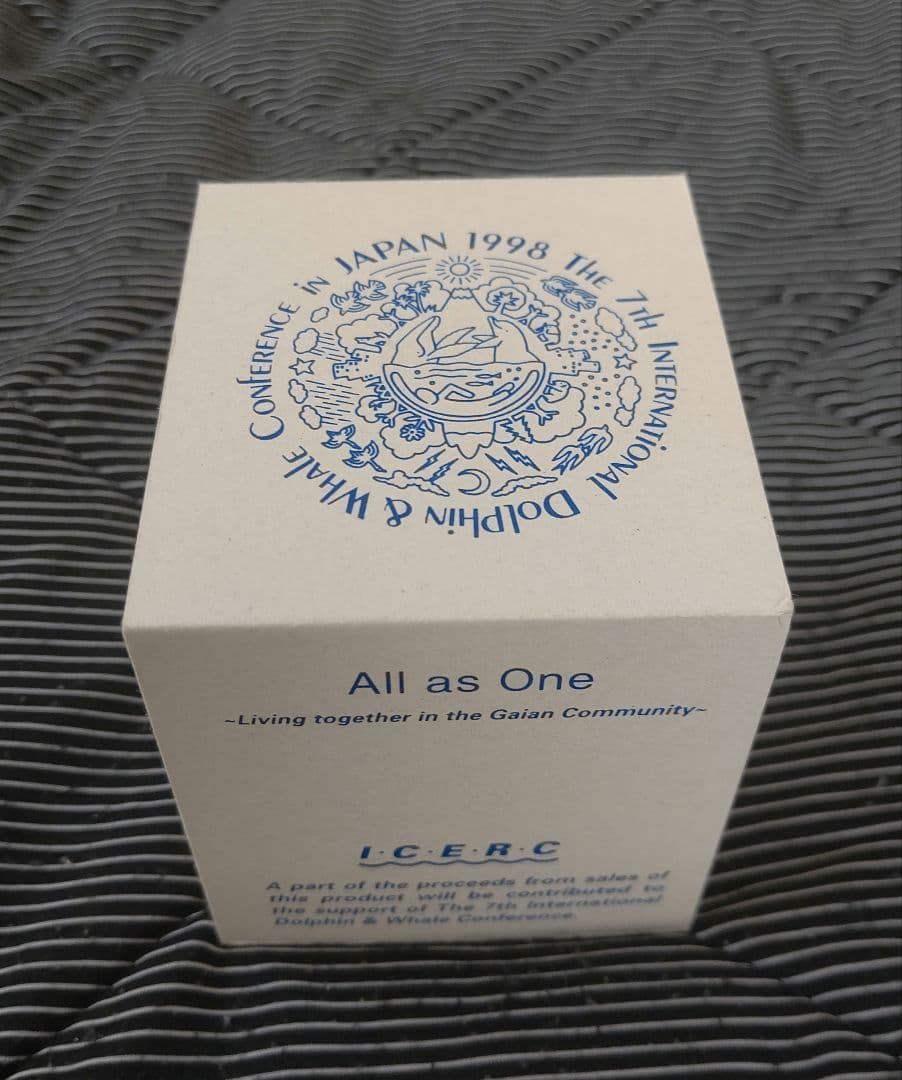 1998 The 7th International Dolphin & Whale Conference in JAPAN
All as One
~Living together in the Gaian Community~
I·C·E·R·C
A part of the proceeds from sales of
this product will be contributed to
the support of The 7th International
Dolphin & Whale Conference.